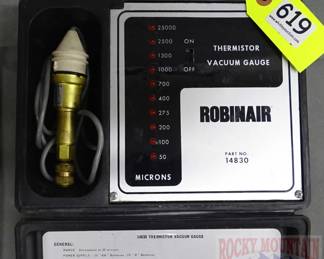 619
25000
2500
1300
1000
700
400
275
200
100
50
MICRONS
ON
OFF
THERMISTOR
VACUUM GAUGE
ROBINAIR
PART NO.
14830
14830 THERMISTOR VACUUM GAUGE
GENERAL:
ROCKY MOUNTAIN